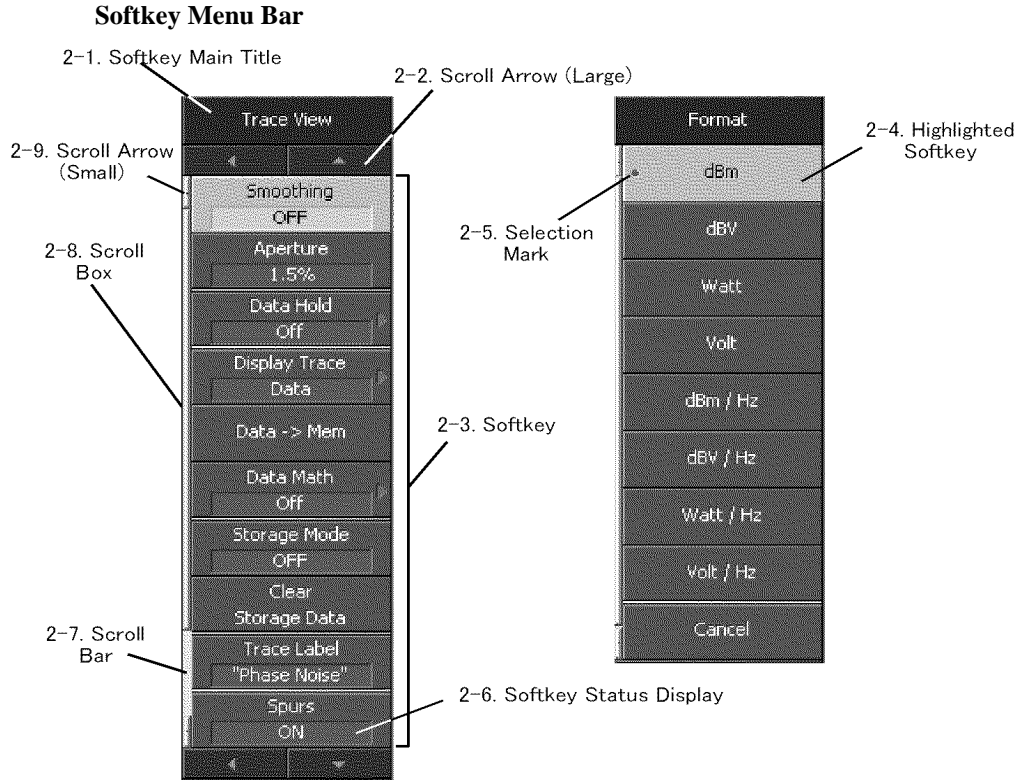 Softkey Menu Bar
2-1. Softkey Main Title
2-2. Scroll Arrow (Large)
Trace View
2-9. Scroll Arrow
(Small)
Smoothing
OFF
Aperture
1.5%
2-8. Scroll
Box
Data Hold
Off
Display Trace
Data
Data -> Mem
2-3. Softkey
Data Math
Off
Storage Mode
OFF
Clear
Storage Data
2-7. Scroll
Bar
Trace Label
"Phase Noise"
Spurs
ON
2-6. Softkey Status Display
Format
2-4. Highlighted
Softkey
dBm
2-5. Selection
Mark
dBV
Watt
Volt
dBm / Hz
dBV / Hz
Watt / Hz
Volt / Hz
Cancel